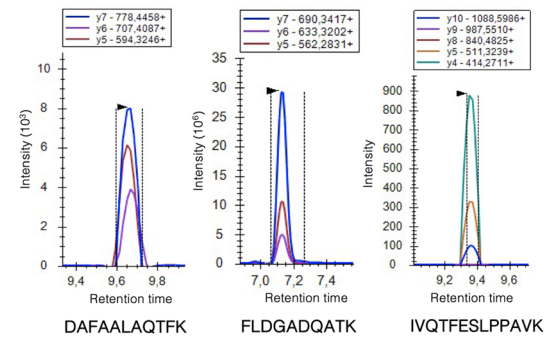 y7 - 778,4458+
y6 - 707,4087+
y5 - 594,3246+
Intensity (10³)
10
8
6
4
2
0
9,4 9,6 9,8
Retention time
DAFAALAQTFK
y7 - 690,3417+
y6 - 633,3202+
y5 - 562,2831+
Intensity (10⁶)
35
30
25
20
15
10
5
0
7,0 7,2 7,4
Retention time
FLDGADQATK
y10 - 1088,5986+
y9 - 987,5510+
y8 - 840,4825+
y5 - 511,3239+
y4 - 414,2711+
Intensity
900
800
700
600
500
400
300
200
100
0
9,2 9,4 9,6
Retention time
IVQTFESLPPAVK